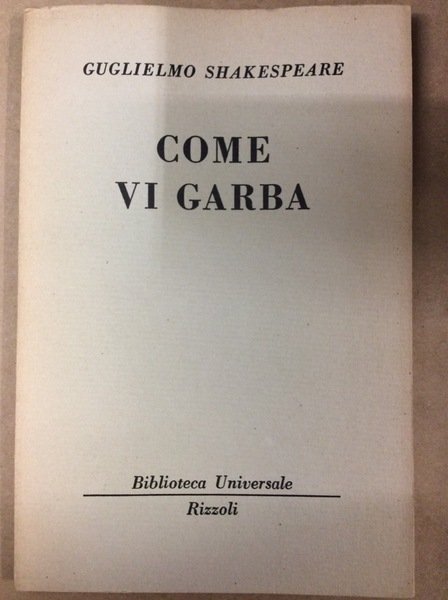 GUGLIELMO SHAKESPEARE
COME
VI GARBA
Biblioteca Universale
Rizzoli